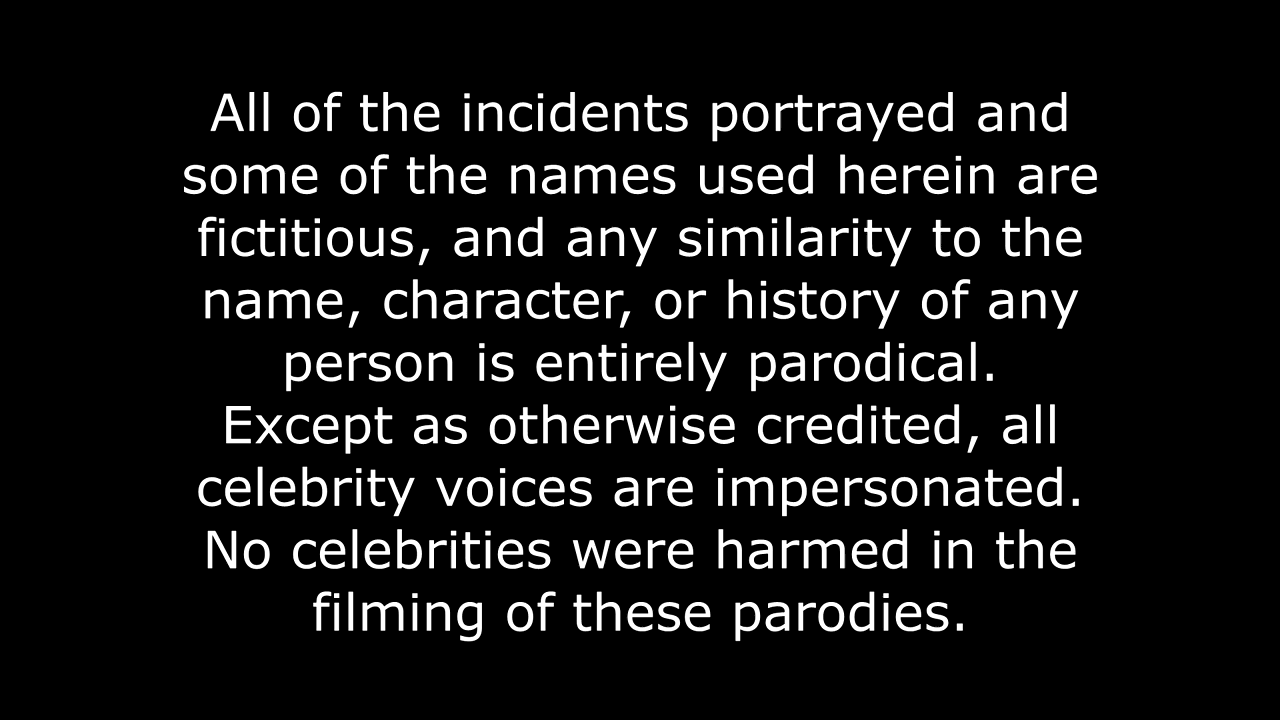 All of the incidents portrayed and
some of the names used herein are
fictitious, and any similarity to the
name, character, or history of any
person is entirely parodical.
Except as otherwise credited, all
celebrity voices are impersonated.
No celebrities were harmed in the
filming of these parodies.